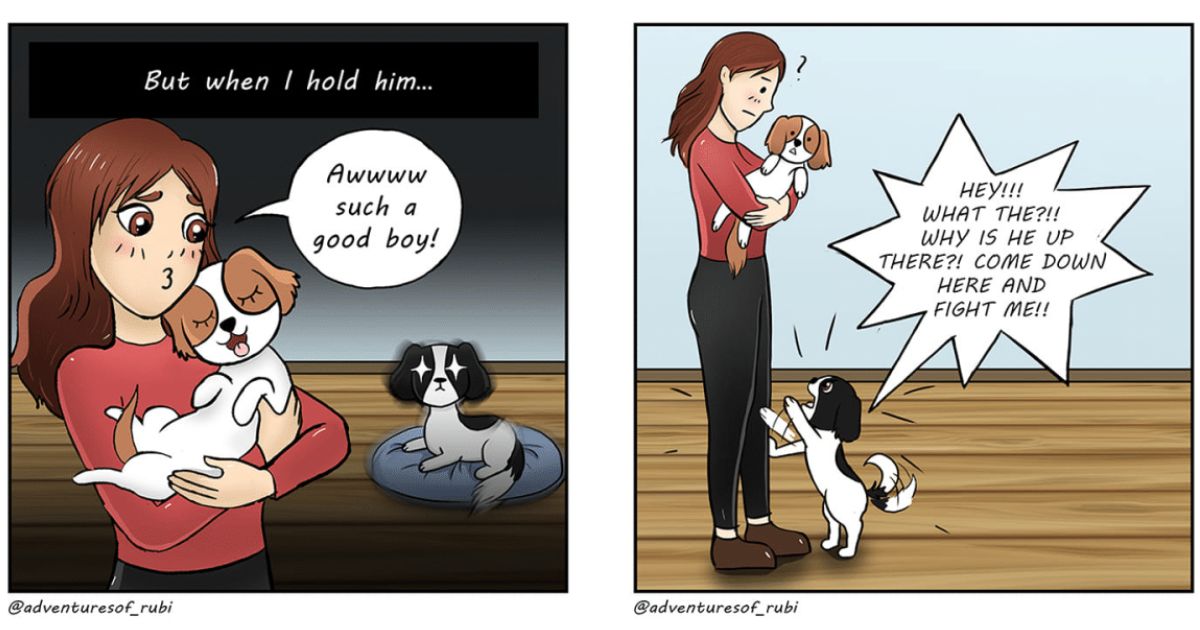 But when I hold him...
Awwww
such a
good boy!
@adventuresof_rubi
?
HEY!!!
WHAT THE?!!
WHY IS HE UP
THERE?! COME DOWN
HERE AND
FIGHT ME!!
@adventuresof_rubi